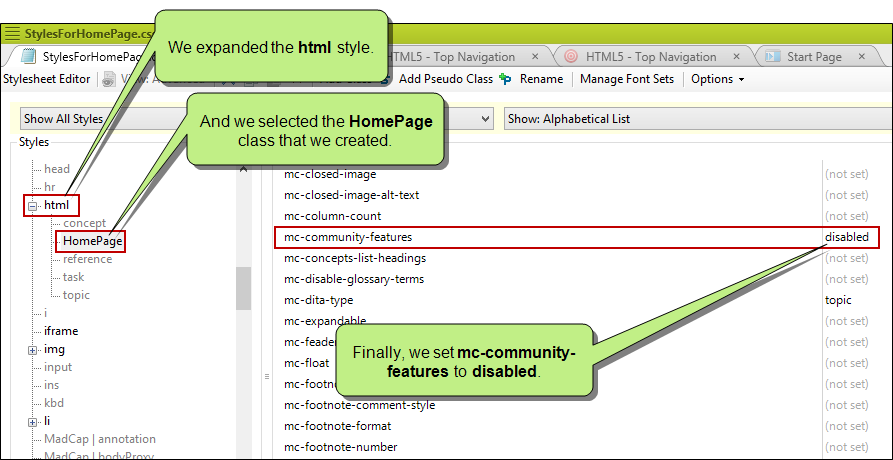 StylesForHomePage.cs
We expanded the html style.
StylesForHomePage.
HTML5 - Top Navigation
HTML5 - Top Navigation
Start Page
Stylesheet Editor
View:
Add Pseudo Class
Rename
Manage Font Sets
Options
And we selected the HomePage
class that we created.
Show All Styles
Show: Alphabetical List
Styles
head
hr
html
concept
HomePage
reference
task
topic
i
iframe
img
input
ins
kbd
li
MadCap | annotation
MadCap | bodyProxy
mc-closed-image (not set)
mc-closed-image-alt-text (not set)
mc-column-count (not set)
mc-community-features disabled
mc-concepts-list-headings (not set)
mc-disable-glossary-terms (not set)
mc-dita-type topic
mc-expandable (not set)
(not set)
mc-float (not set)
(not set)
mc-footnote-comment-style (not set)
mc-footnote-format (not set)
mc-footnote-number (not set)
Finally, we set mc-community-
features to disabled.